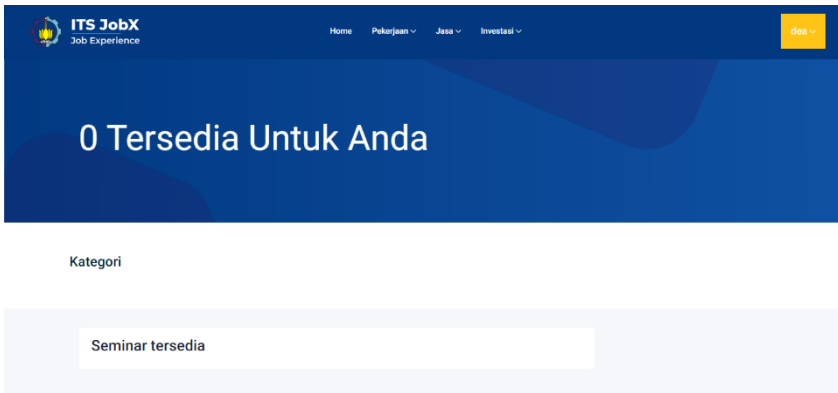 ITS JobX
Job Experience
Home Pekerjaan Jasa Investasi
dea
0 Tersedia Untuk Anda
Kategori
Seminar tersedia